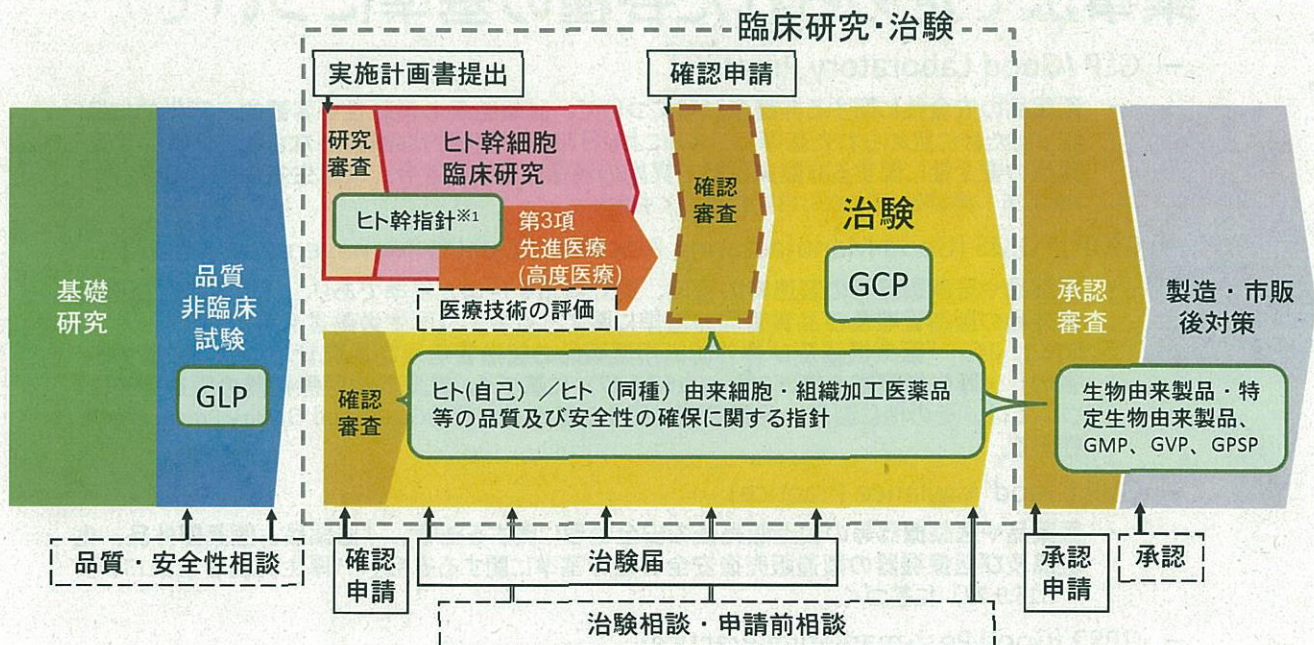 臨床研究・治験
実施計画書提出
確認申請
研究
審査
ヒト幹細胞
臨床研究
ヒト幹指針※1
第3項
先進医療
(高度医療)
医療技術の評価
確認
審査
治験
GCP
基礎
研究
品質
非臨床
試験
GLP
確認
審査
ヒト(自己)／ヒト（同種）由来細胞・組織加工医薬品
等の品質及び安全性の確保に関する指針
承認
審査
製造・市販
後対策
生物由来製品・特
定生物由来製品、
GMP、GVP、GPSP
品質・安全性相談
確認
申請
治験届
治験相談・申請前相談
承認
申請
承認